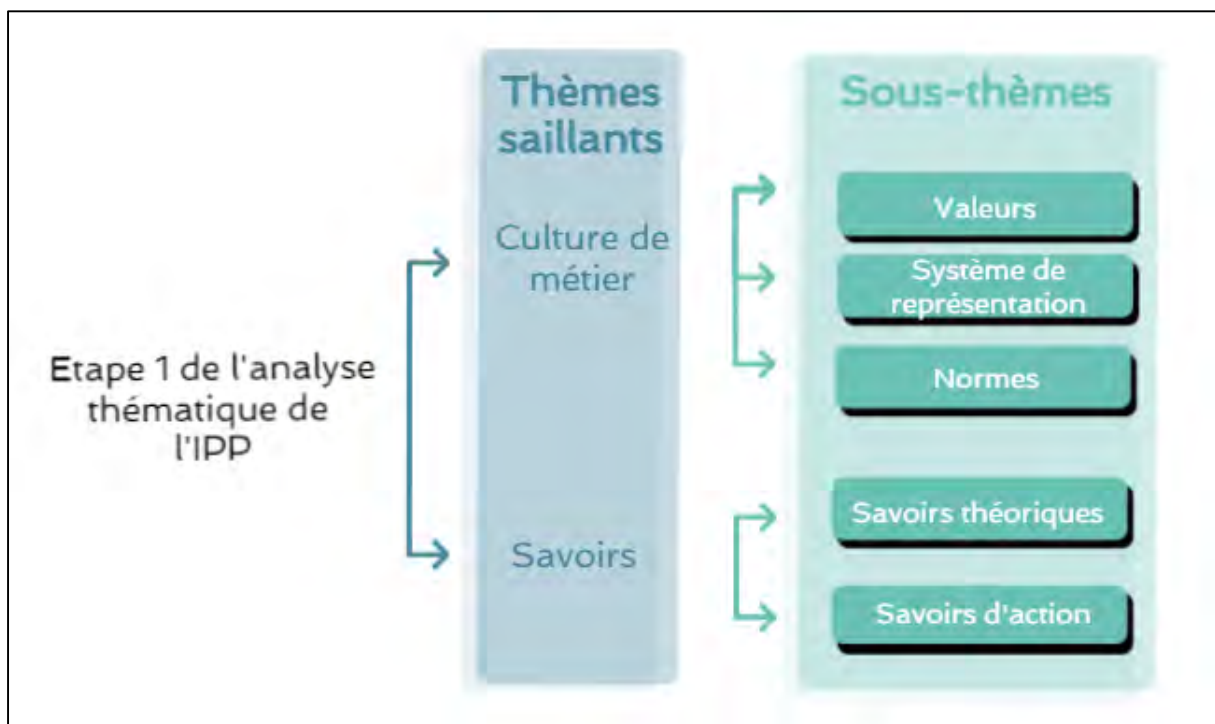 Thèmes
saillants
Sous-thèmes
Culture de
métier
Valeurs
Système de
représentation
Normes
Etape 1 de l'analyse
thématique de
l'IPP
Savoirs
Savoirs théoriques
Savoirs d'action